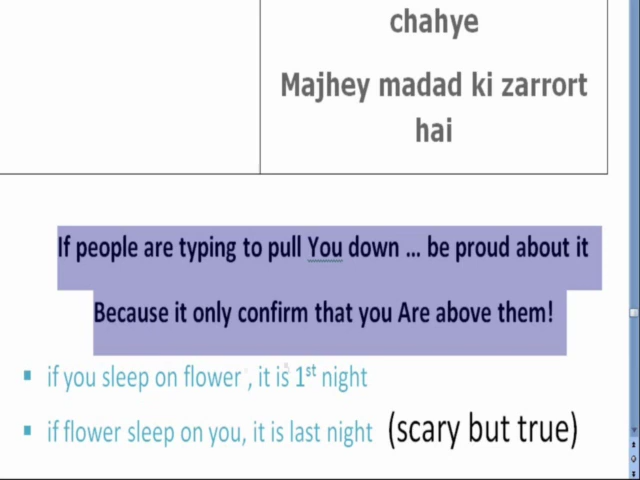 chahye
Majhey madad ki zarrort
hai
If people are typing to pull You down ... be proud about it
Because it only confirm that you Are above them!
▪ if you sleep on flower , it is 1st night
▪ if flower sleep on you, it is last night (scary but true)